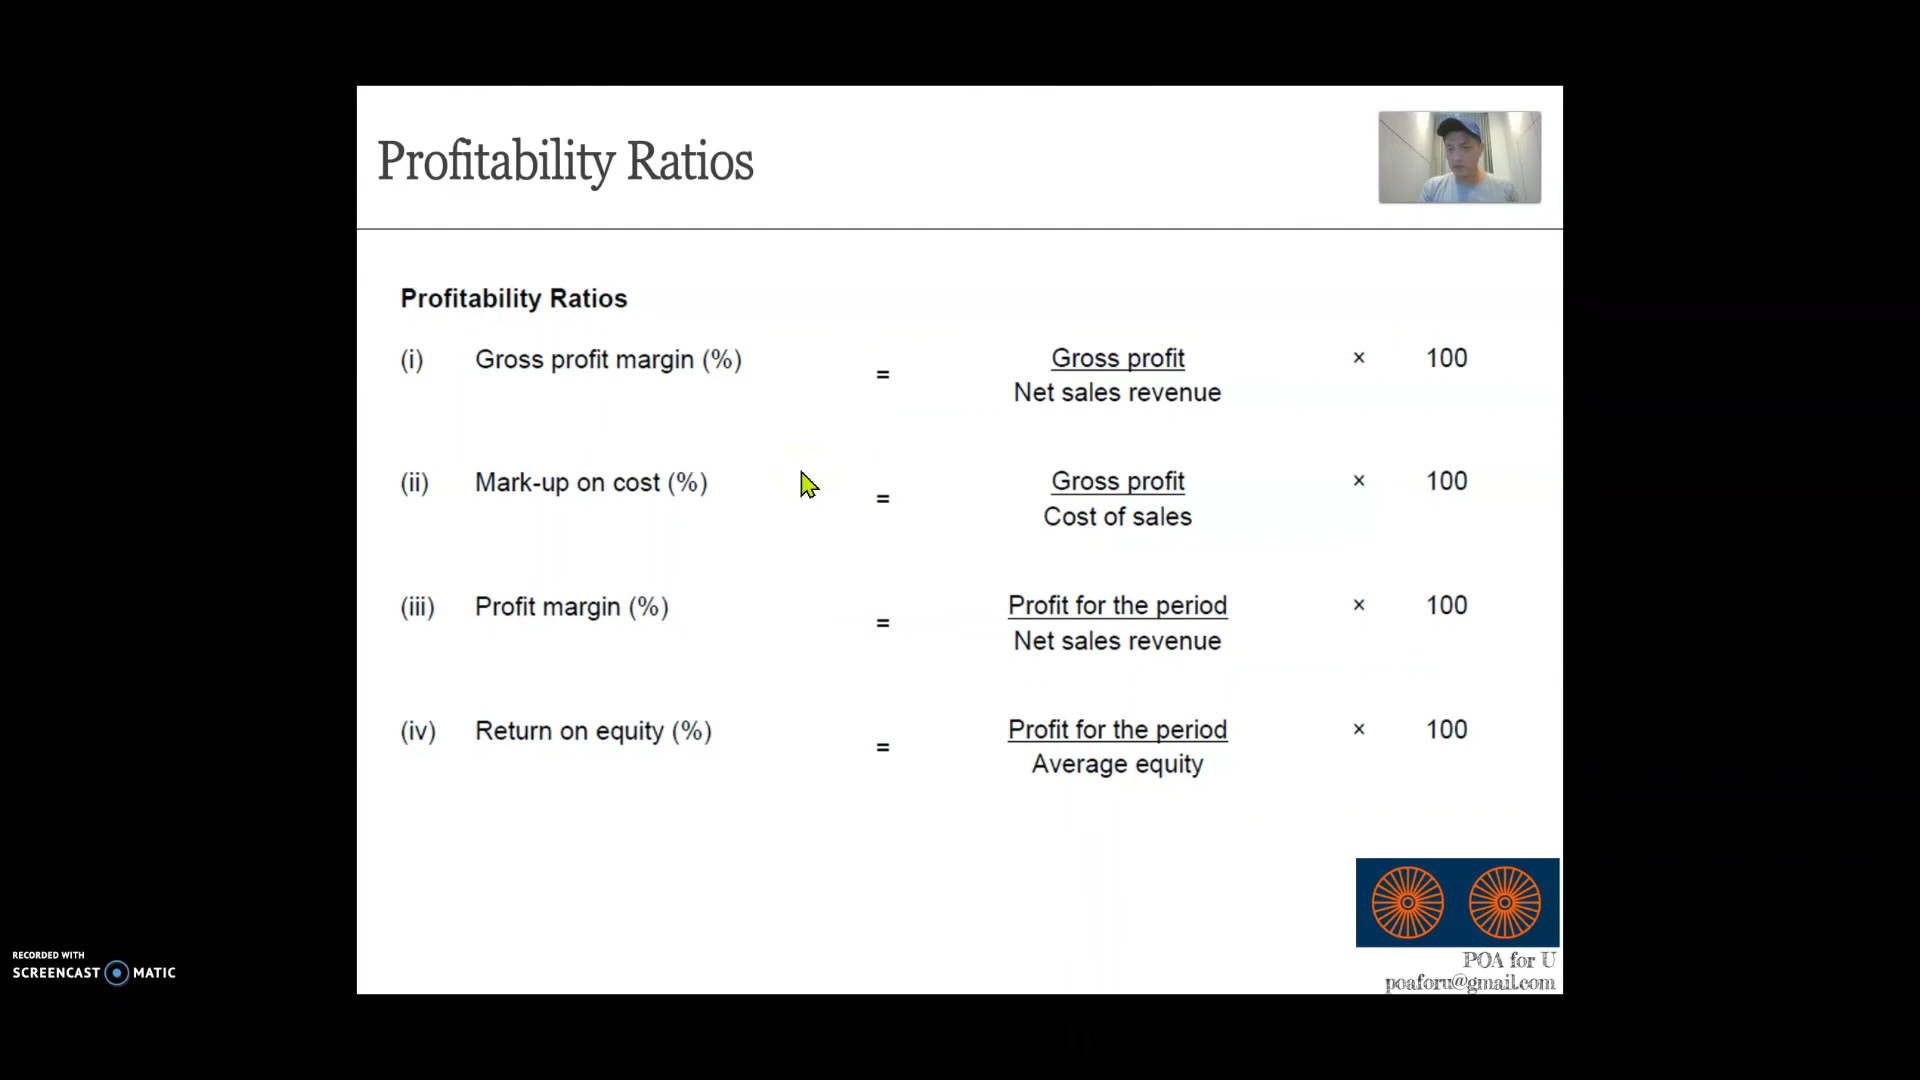 Profitability Ratios
Profitability Ratios
(i) Gross profit margin (%) = Gross profit × 100
Net sales revenue
(ii) Mark-up on cost (%) = Gross profit × 100
Cost of sales
(iii) Profit margin (%) = Profit for the period × 100
Net sales revenue
(iv) Return on equity (%) = Profit for the period × 100
Average equity
POA for U
poaforu@gmail.com
RECORDED WITH
SCREENCAST MATIC